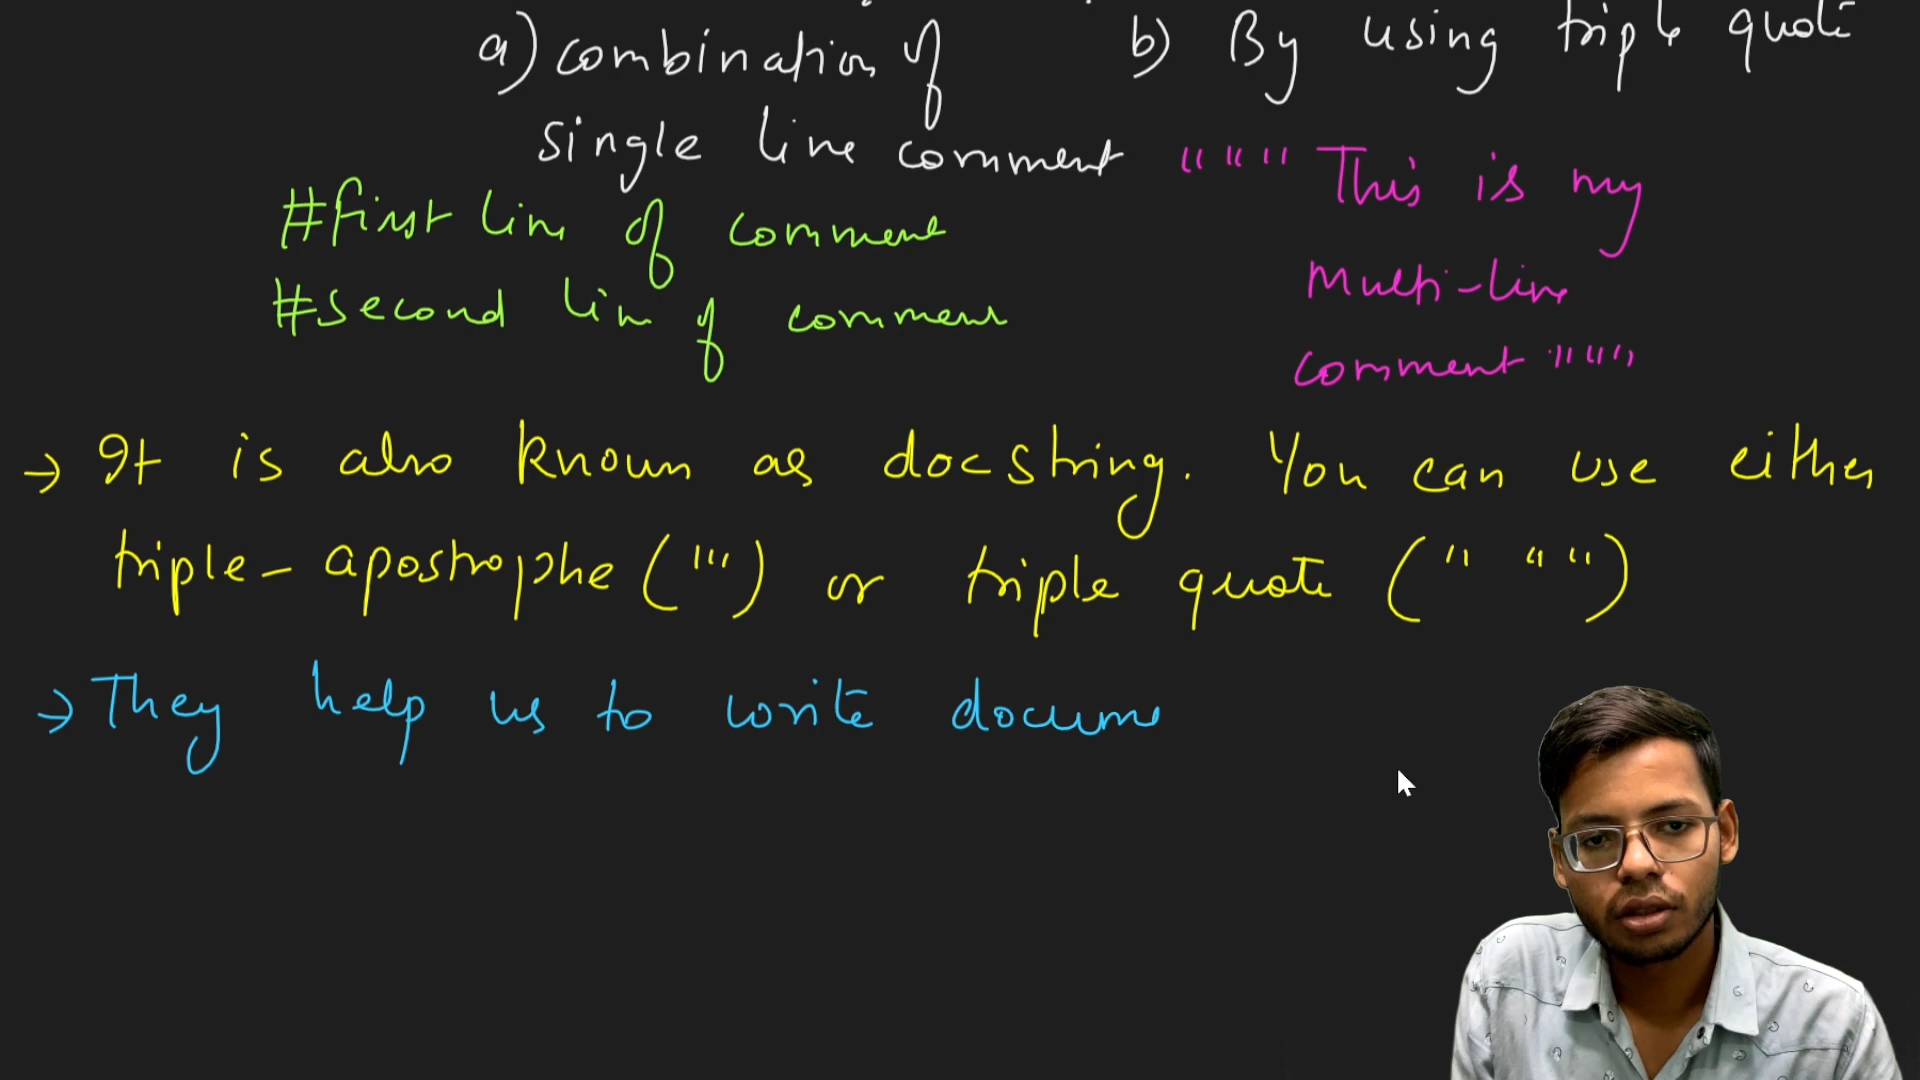 a) combination of
single line comment
#first line of comment
#second line of comment
b) By using triple quote
""" This is my
Multi-line
comment """
→ It is also known as docstring. You can use either
triple-apostrophe (''') or triple quote (""")
→ They help us to write docume